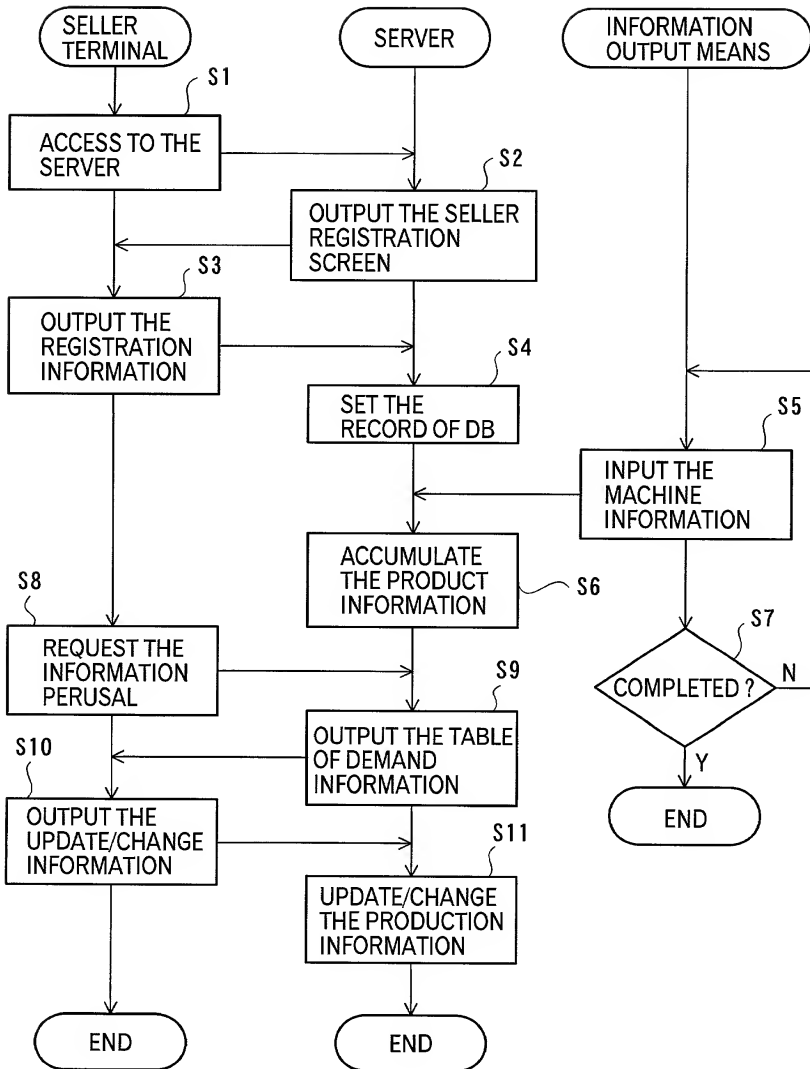 SELLER
TERMINAL
SERVER
INFORMATION
OUTPUT MEANS
S1
ACCESS TO THE
SERVER
S2
OUTPUT THE SELLER
REGISTRATION
SCREEN
S3
OUTPUT THE
REGISTRATION
INFORMATION
S4
SET THE
RECORD OF DB
S5
INPUT THE
MACHINE
INFORMATION
ACCUMULATE
THE PRODUCT
INFORMATION
S6
S7
COMPLETED ?
N
Y
END
S8
REQUEST THE
INFORMATION
PERUSAL
S9
OUTPUT THE TABLE
OF DEMAND
INFORMATION
S10
OUTPUT THE
UPDATE/CHANGE
INFORMATION
S11
UPDATE/CHANGE
THE PRODUCTION
INFORMATION
END
END